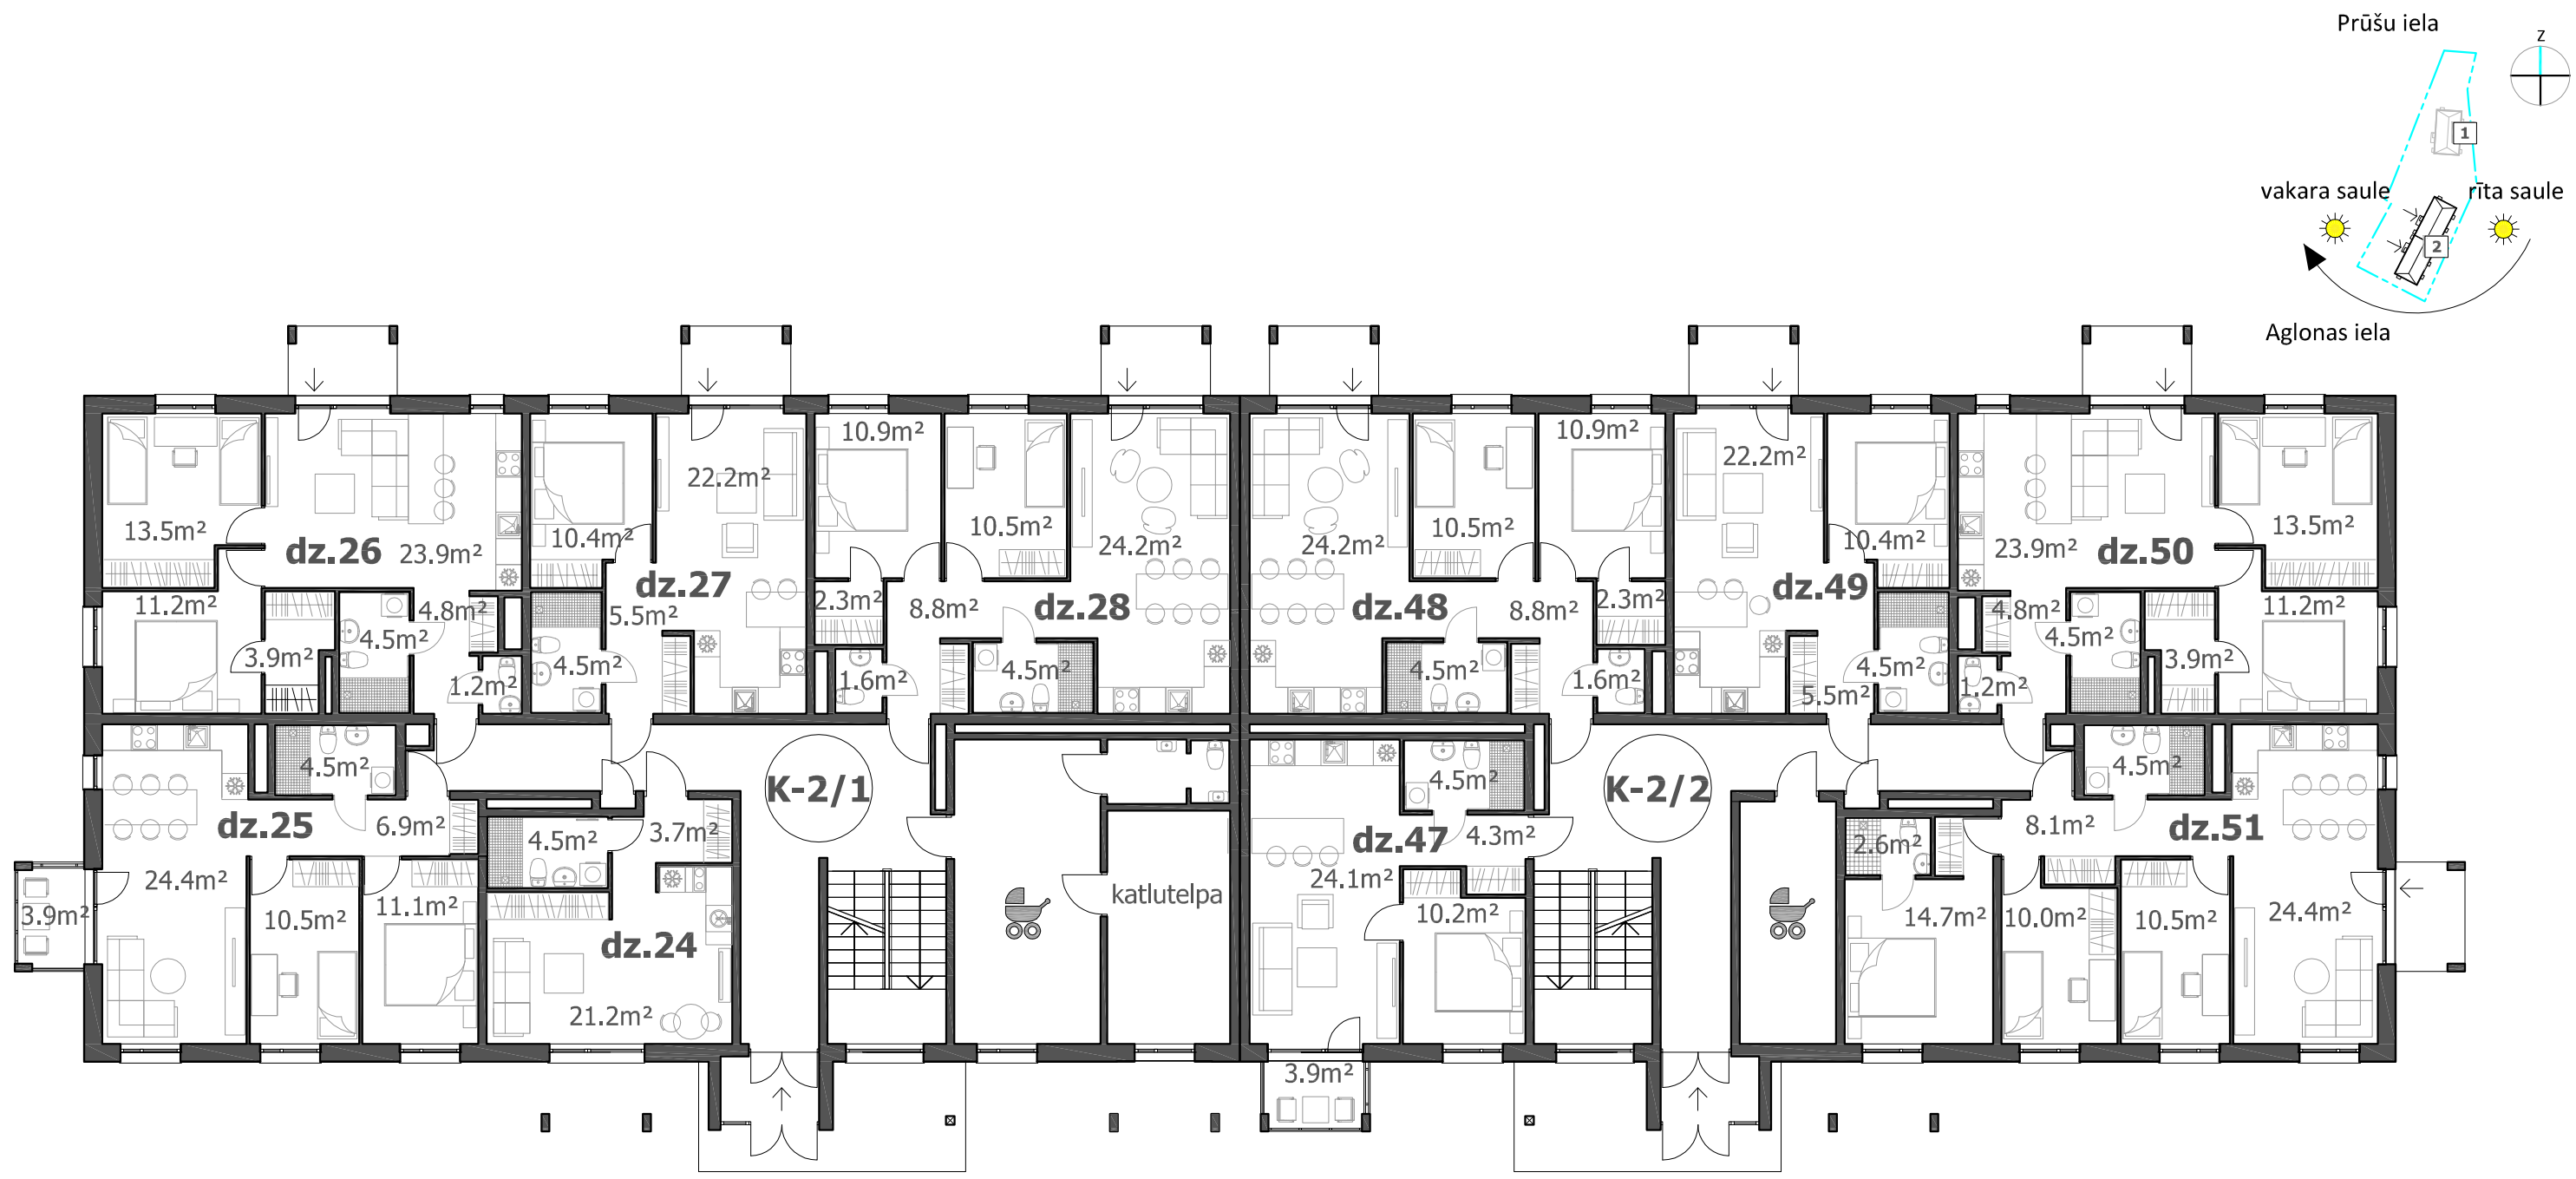 Prūšu iela
z
1
vakara saule
rīta saule
2
Aglonas iela
13.5m²
dz.26
23.9m²
11.2m²
3.9m²
4.5m²
4.8m²
1.2m²
10.4m²
22.2m²
dz.27
5.5m²
4.5m²
10.9m²
10.5m²
24.2m²
2.3m²
8.8m²
dz.28
1.6m²
4.5m²
24.2m²
10.5m²
10.9m²
dz.48
8.8m²
2.3m²
4.5m²
1.6m²
22.2m²
10.4m²
dz.49
4.5m²
5.5m²
23.9m²
dz.50
13.5m²
4.8m²
4.5m²
11.2m²
3.9m²
1.2m²
4.5m²
dz.25
6.9m²
24.4m²
3.9m²
10.5m²
11.1m²
4.5m²
3.7m²
dz.24
21.2m²
K-2/1
katlutelpa
4.5m²
dz.47
4.3m²
24.1m²
10.2m²
3.9m²
K-2/2
2.6m²
14.7m²
8.1m²
4.5m²
dz.51
10.0m²
10.5m²
24.4m²